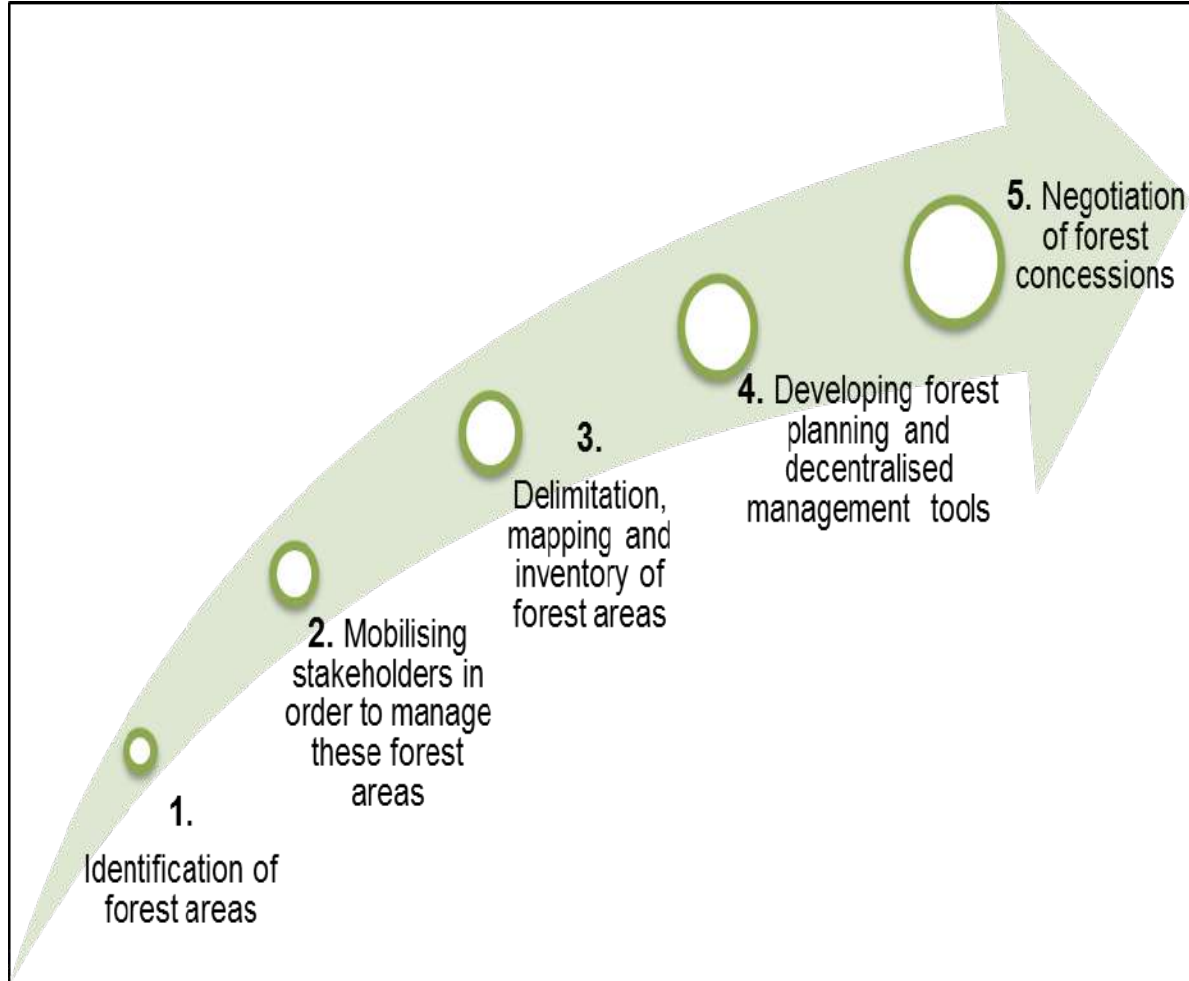 1.
Identification of
forest areas
2. Mobilising
stakeholders in
order to manage
these forest
areas
3.
Delimitation,
mapping and
inventory of
forest areas
4. Developing forest
planning and
decentralised
management tools
5. Negotiation
of forest
concessions